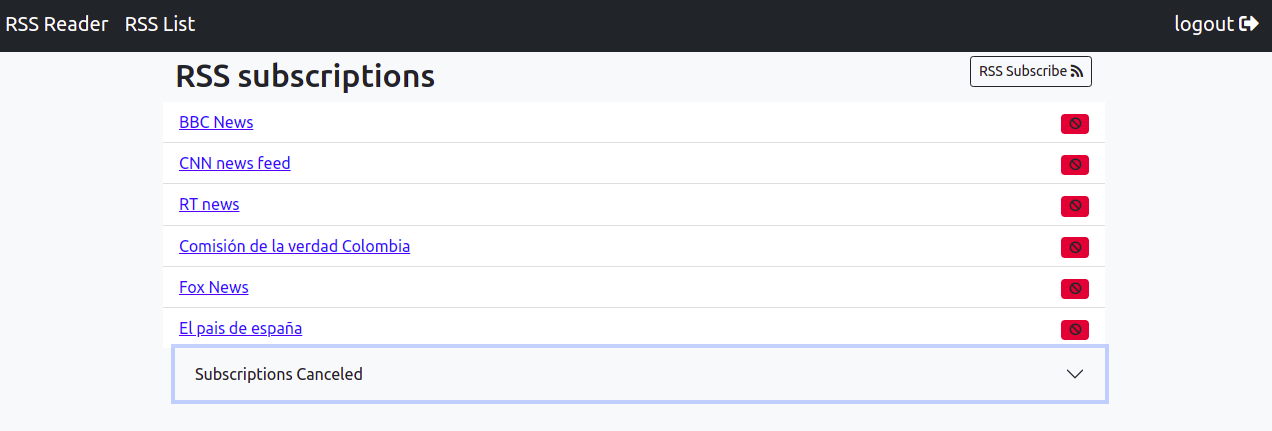 RSS Reader RSS List logout
RSS subscriptions RSS Subscribe
BBC News
CNN news feed
RT news
Comisión de la verdad Colombia
Fox News
El pais de españa
Subscriptions Canceled